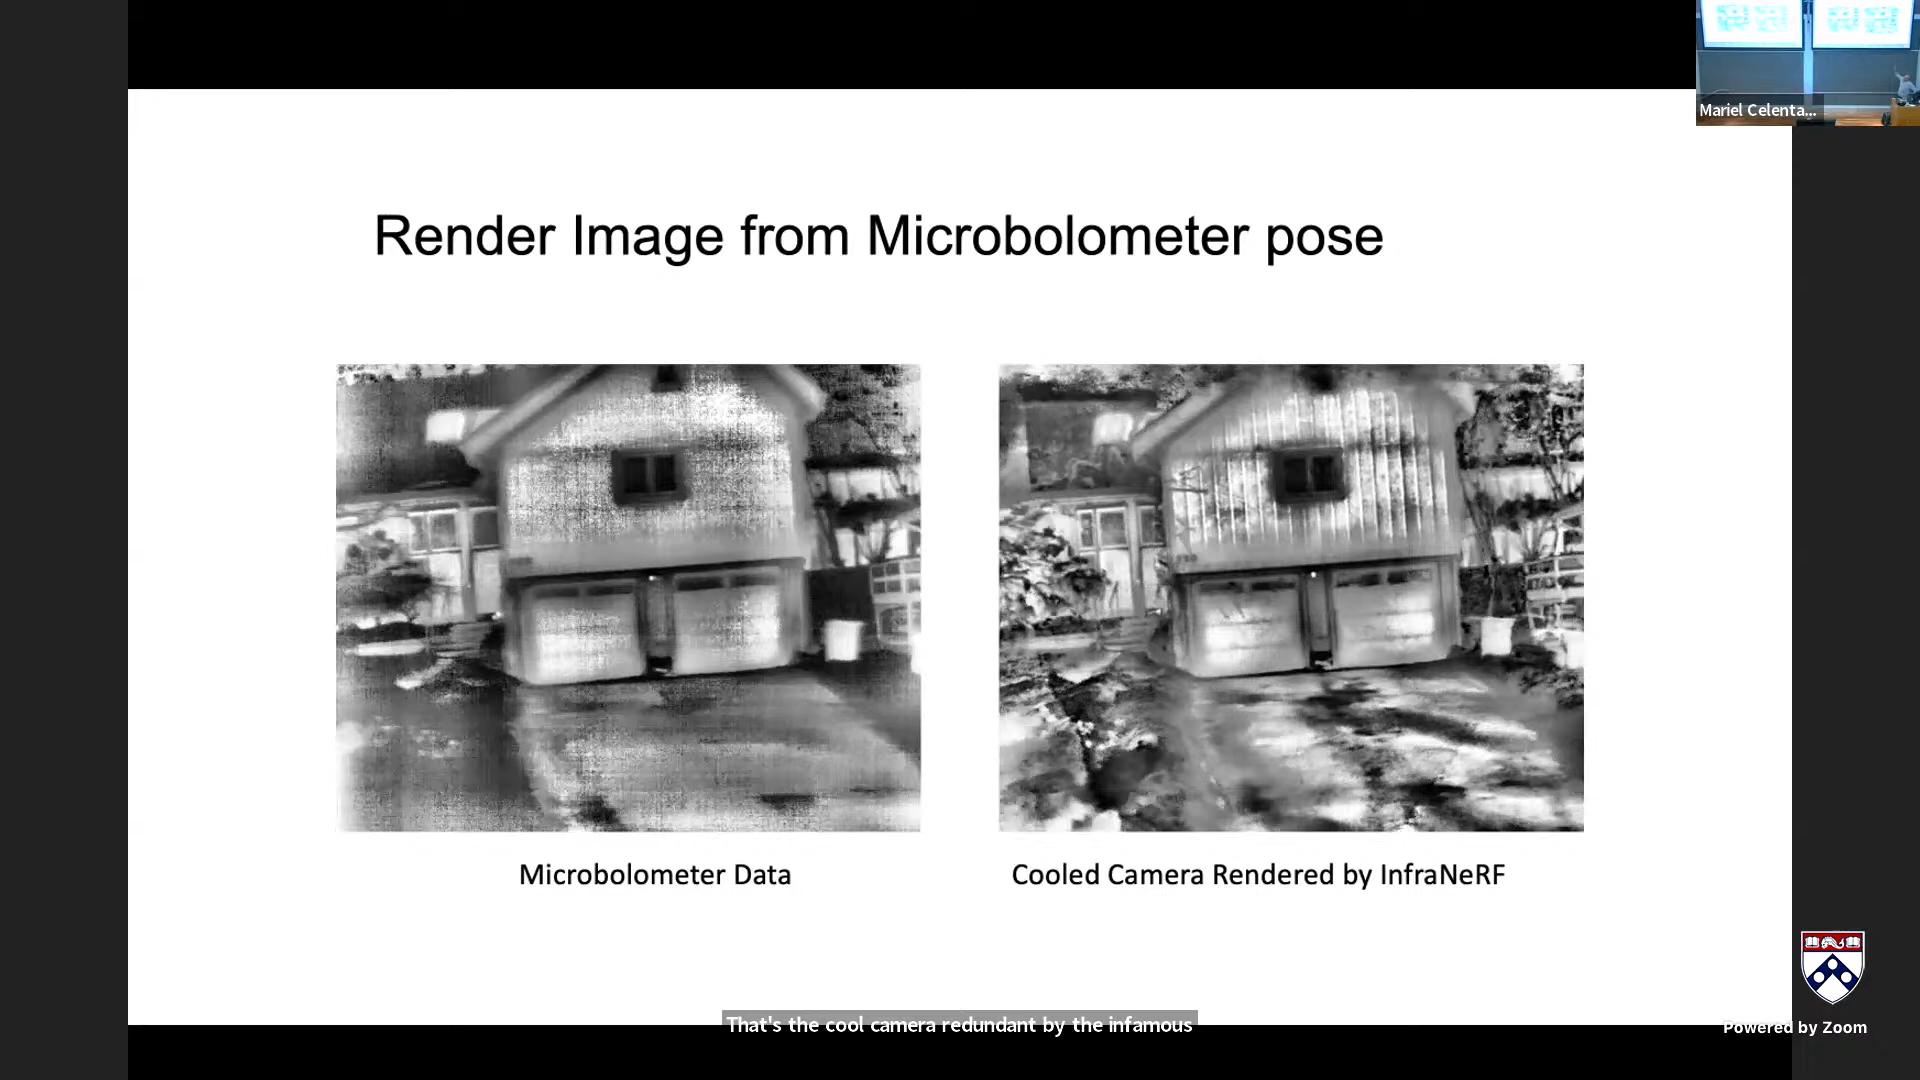 Mariel Celenta...
Render Image from Microbolometer pose
Microbolometer Data
Cooled Camera Rendered by InfraNeRF
That's the cool camera redundant by the infamous
Powered by Zoom